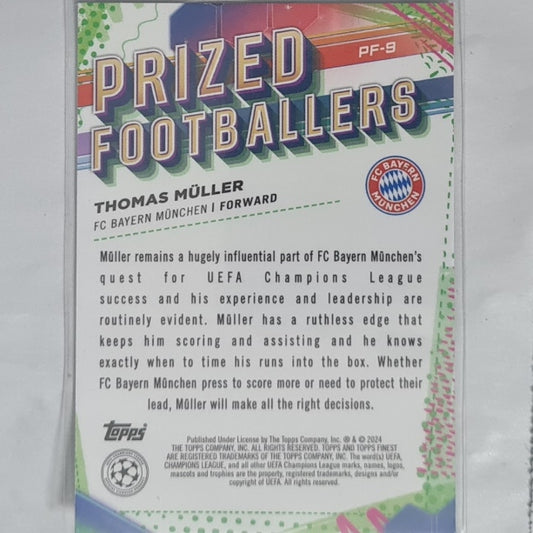 PF-9
PRIZED
FOOTBALLERS
THOMAS MÜLLER
FC BAYERN MÜNCHEN | FORWARD
FC BAYERN
MÜNCHEN
Müller remains a hugely influential part of FC Bayern München's
quest for UEFA Champions League
success and his experience and leadership are
routinely evident. Müller has a ruthless edge that
keeps him scoring and assisting and he knows
exactly when to time his runs into the box. Whether
FC Bayern München press to score more or need to protect their
lead, Müller will make all the right decisions.
Topps
Published Under License by The Topps Company, Inc. ® & © 2024
THE TOPPS COMPANY, INC. ALL RIGHTS RESERVED. TOPPS AND TOPPS FINEST
ARE REGISTERED TRADEMARKS OF THE TOPPS COMPANY, INC. The word(s) UEFA,
CHAMPIONS LEAGUE, and all other UEFA Champions League marks, names, logos,
mascots and trophies are the property, registered trademarks, designs and/or
copyright of UEFA. All rights reserved.